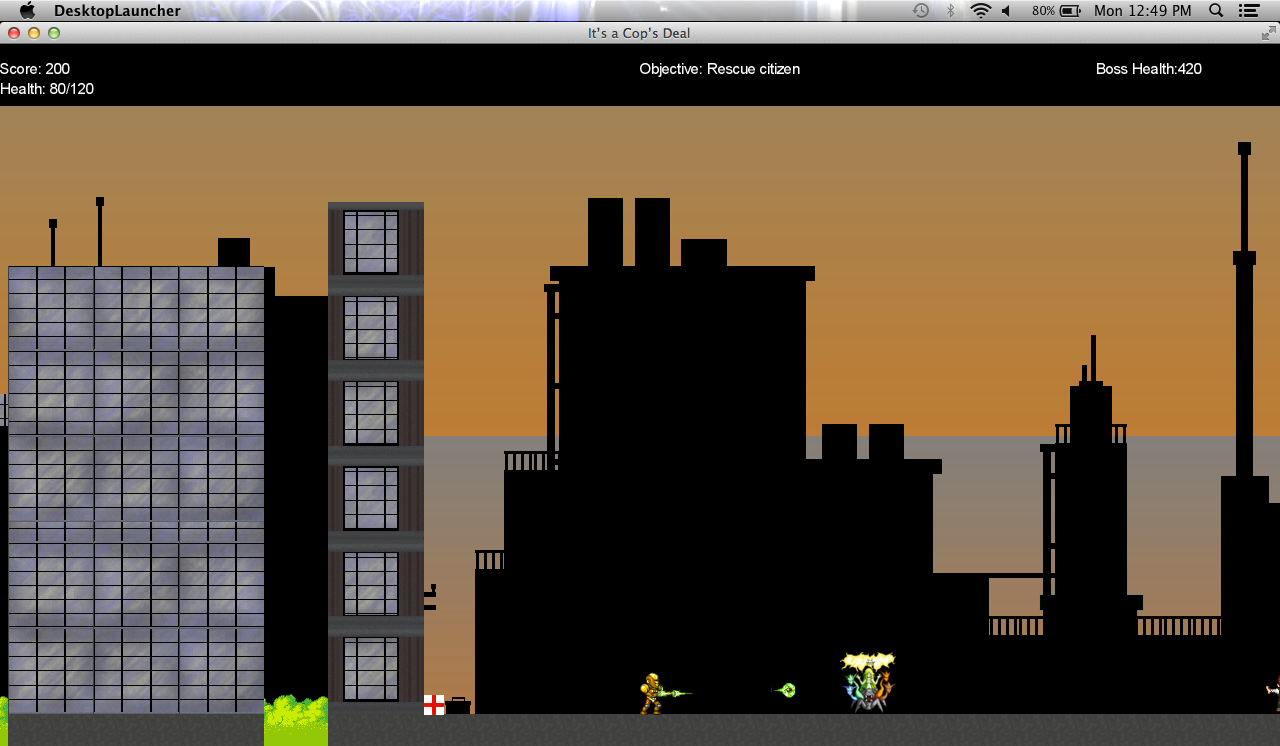 DesktopLauncher
80%
Mon 12:49 PM
It's a Cop's Deal
Score: 200
Objective: Rescue citizen
Boss Health:420
Health: 80/120